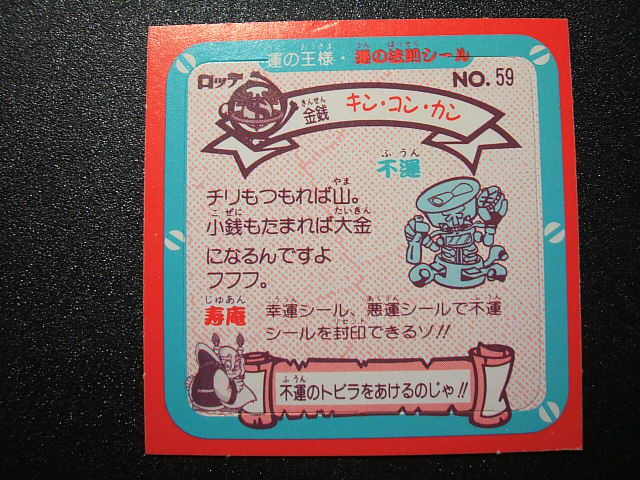 運の王様・運の法則シール
ロッテ NO.59
金銭 キン・コン・カン
不運
チリもつもれば山。
小銭もたまれば大金
になるんですよ
フフフ。
寿庵 幸運シール、悪運シールで不運
シールを封印できるゾ!!
不運のトビラをあけるのじゃ!!